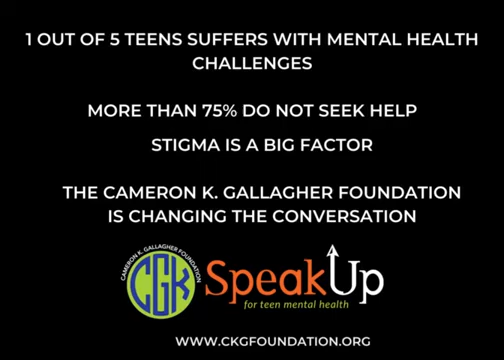 1 OUT OF 5 TEENS SUFFERS WITH MENTAL HEALTH
CHALLENGES
MORE THAN 75% DO NOT SEEK HELP
STIGMA IS A BIG FACTOR
THE CAMERON K. GALLAGHER FOUNDATION
IS CHANGING THE CONVERSATION
CAMERON K. GALLAGHER FOUNDATION
CGK
SpeakUp
for teen mental health
WWW.CKGFOUNDATION.ORG